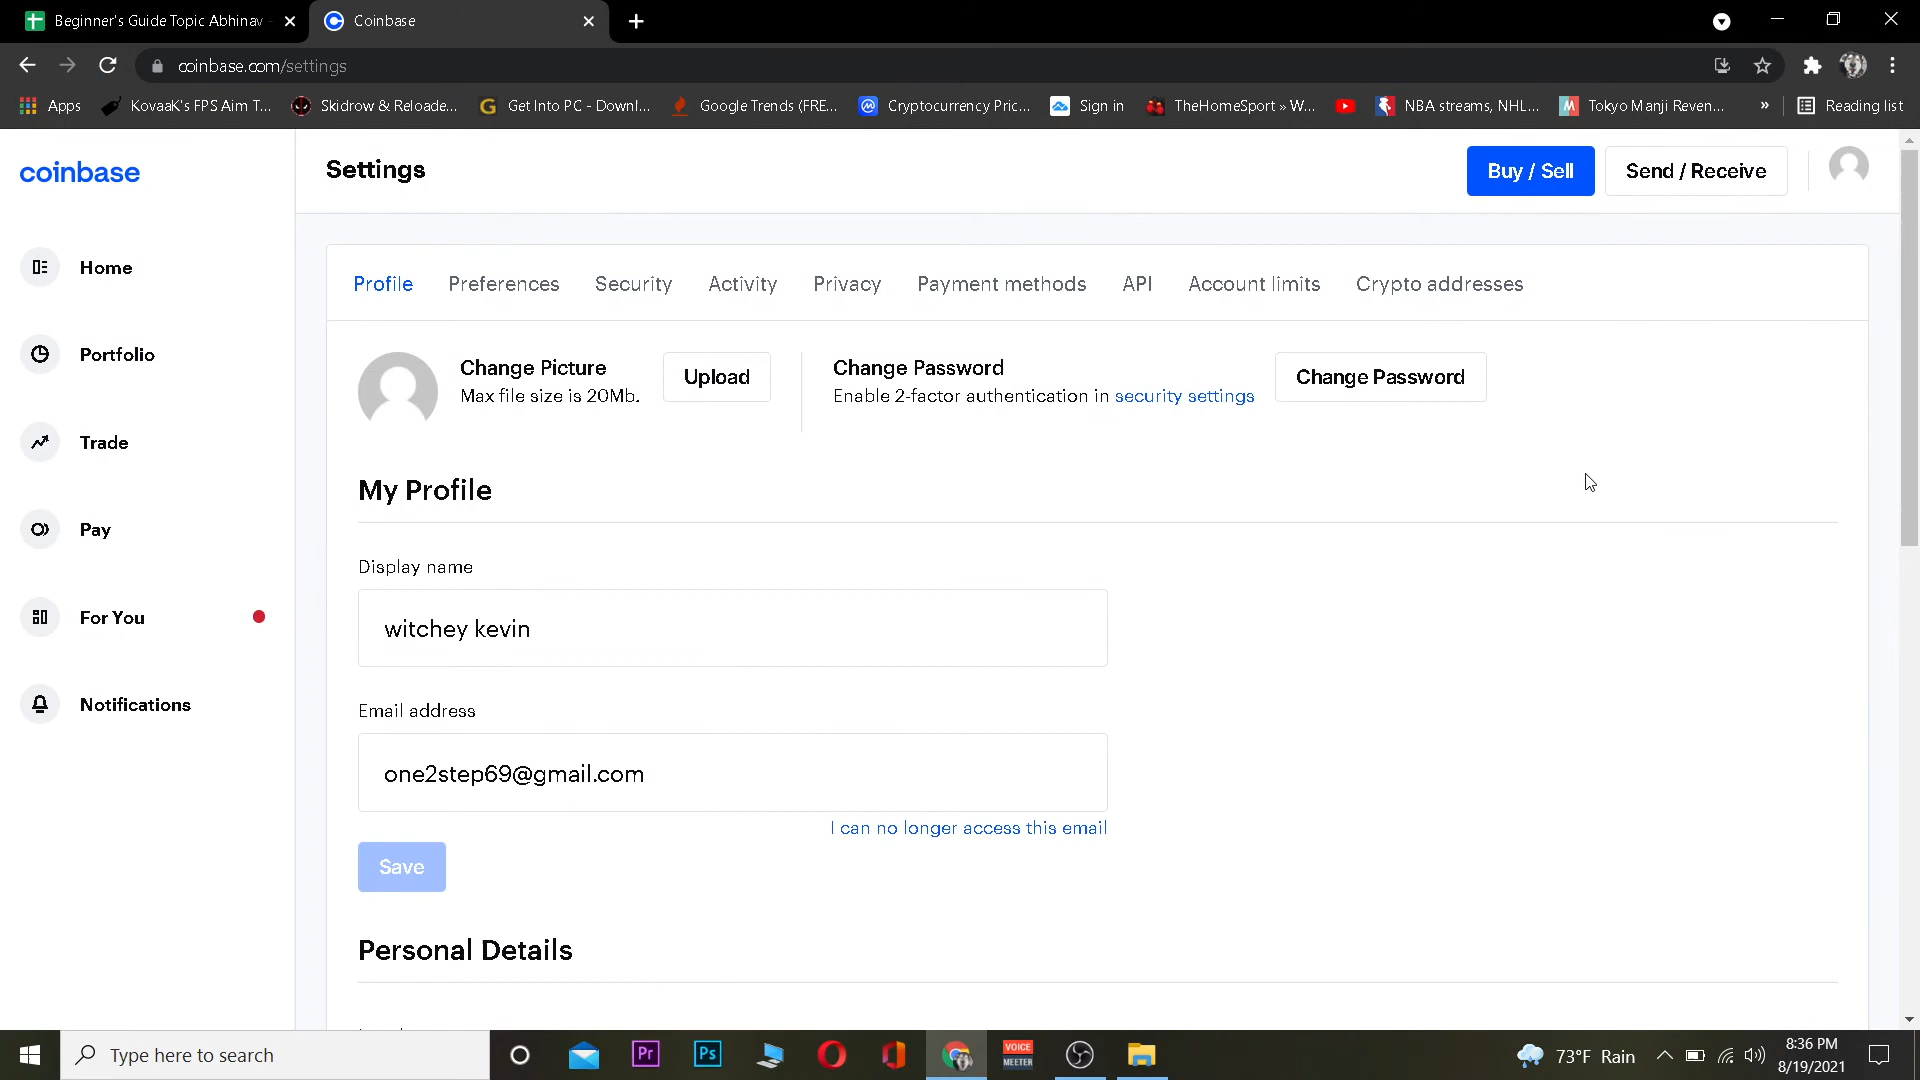 Beginner's Guide Topic Abhinav
Coinbase
coinbase.com/settings
Apps
KovaaK's FPS Aim T...
Skidrow & Reloade...
Get Into PC - Downl...
Google Trends (FRE...
Cryptocurrency Pric...
Sign in
TheHomeSport » W...
NBA streams, NHL...
Tokyo Manji Reven...
»
Reading list
coinbase
Settings
Buy / Sell
Send / Receive
Home
Portfolio
Trade
Pay
For You
Notifications
Profile
Preferences
Security
Activity
Privacy
Payment methods
API
Account limits
Crypto addresses
Change Picture
Max file size is 20Mb.
Upload
Change Password
Enable 2-factor authentication in security settings
Change Password
My Profile
Display name
witchey kevin
Email address
one2step69@gmail.com
I can no longer access this email
Save
Personal Details
Type here to search
Pr
Ps
VOICE
MEETER
73°F Rain
8:36 PM
8/19/2021